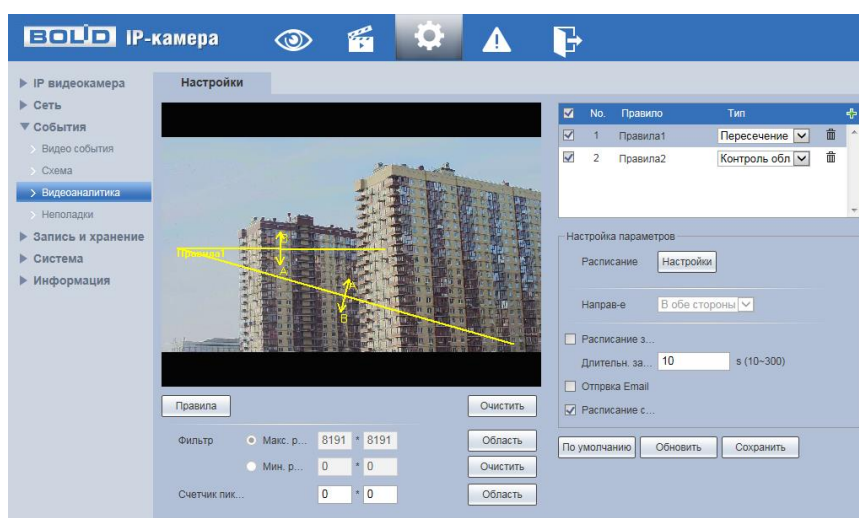 BOLID IP-камера
IP видеокамера
Сеть
События
Видео события
Схема
Видеоаналитика
Неполадки
Запись и хранение
Система
Информация
Настройки
Правила1
В
А
А
Б
Правила
Очистить
Фильтр Макс. р... 8191 * 8191 Область
Мин. р... 0 * 0 Очистить
Счетчик пик... 0 * 0 Область
No. Правило Тип
1 Правила1 Пересечение
2 Правила2 Контроль обл
Настройка параметров
Расписание Настройки
Направ-е В обе стороны
Расписание з...
Длительн. за... 10 s (10~300)
Отпрвка Email
Расписание с...
По умолчанию Обновить Сохранить